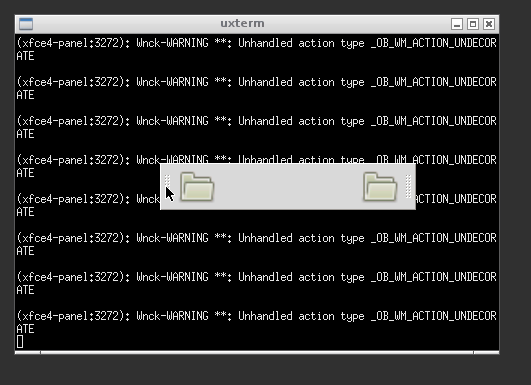 uxterm
(xfce4-panel:3272): Wnck-WARNING **: Unhandled action type _OB_WM_ACTION_UNDECOR
ATE
(xfce4-panel:3272): Wnck-WARNING **: Unhandled action type _OB_WM_ACTION_UNDECOR
ATE
(xfce4-panel:3272): Wnck-WARNING **: Unhandled action type _OB_WM_ACTION_UNDECOR
ATE
(xfce4-panel:3272): Wnck-WARNING **: Unhandled action type _OB_WM_ACTION_UNDECOR
ATE
(xfce4-panel:3272): Wnck ACTION_UNDECOR
ATE
(xfce4-panel:3272): Wnck-WARNING **: Unhandled action type _OB_WM_ACTION_UNDECOR
ATE
(xfce4-panel:3272): Wnck-WARNING **: Unhandled action type _OB_WM_ACTION_UNDECOR
ATE
(xfce4-panel:3272): Wnck-WARNING **: Unhandled action type _OB_WM_ACTION_UNDECOR
ATE